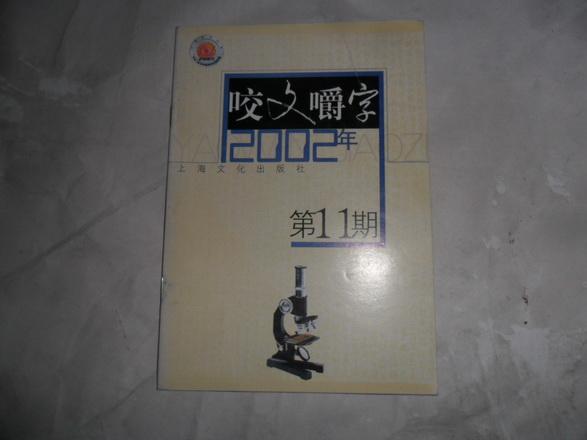 咬文嚼字
2002年
上海文化出版社
第11期